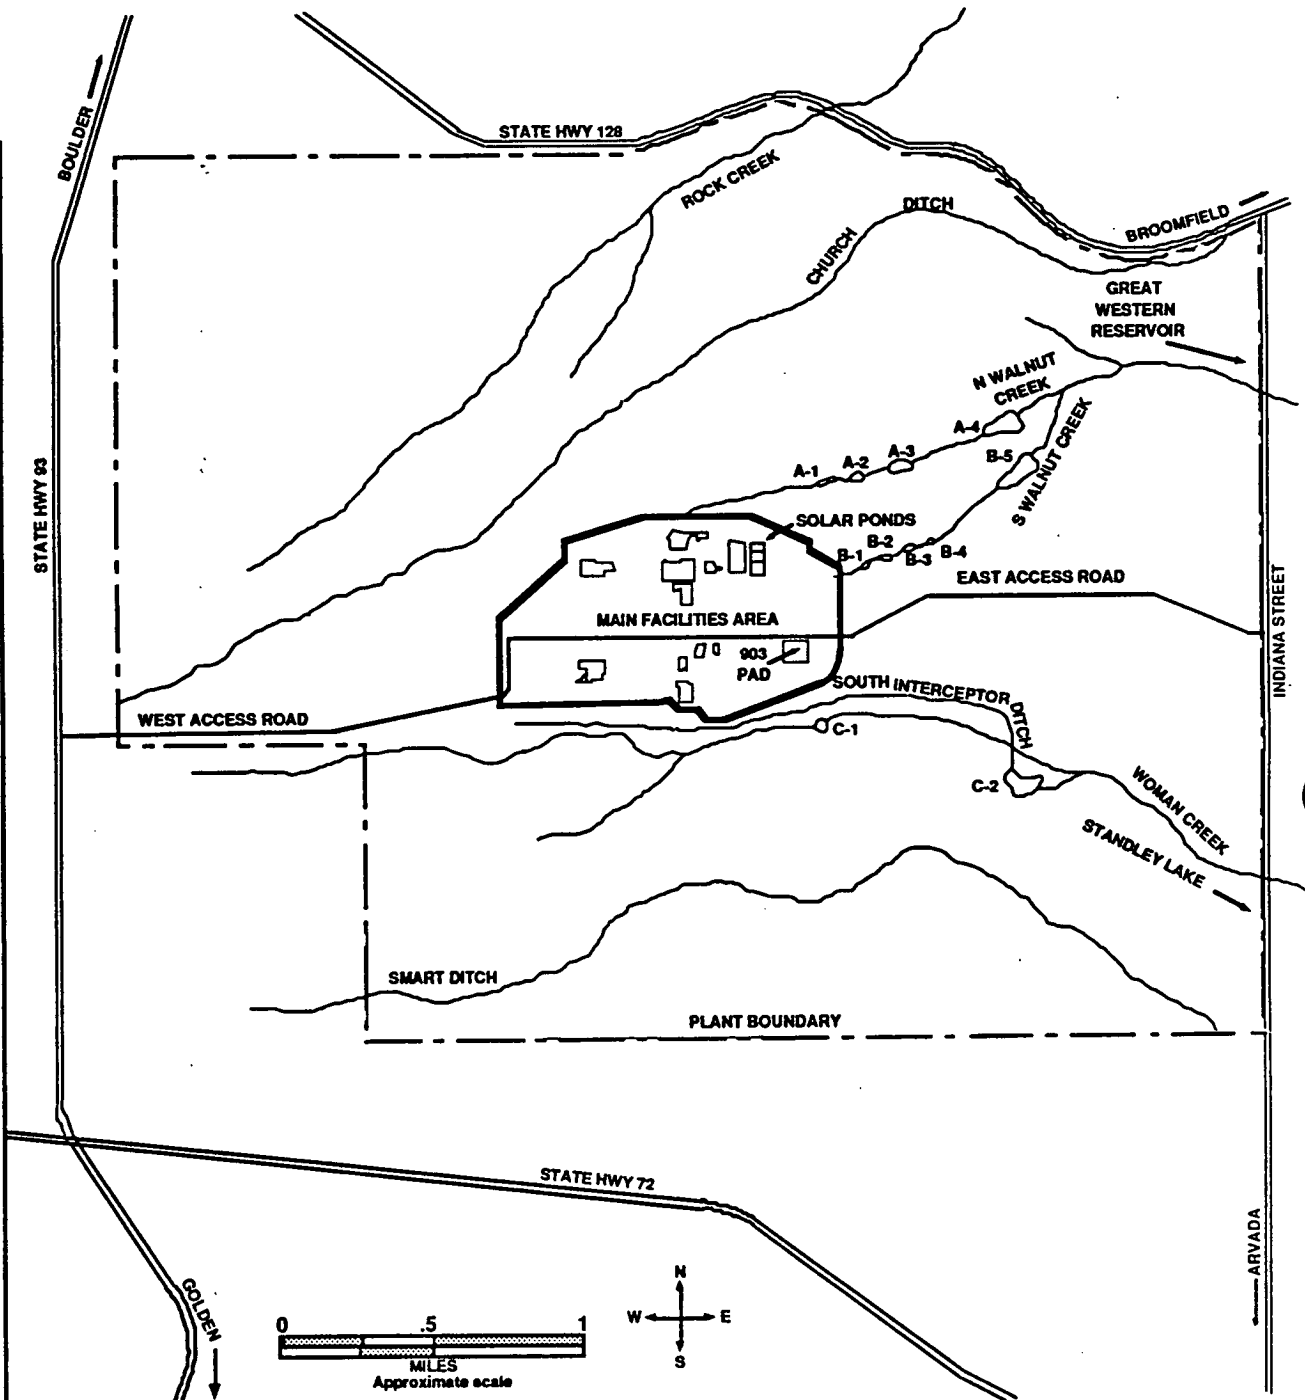 BOULDER
STATE HWY 128
ROCK CREEK
DITCH
CHURCH
BROOMFIELD
GREAT
WESTERN
RESERVOIR
N WALNUT
CREEK
A-4
A-3
A-2
A-1
B-5
S WALNUT CREEK
STATE HWY 93
SOLAR PONDS
B-1
B-2
B-3
B-4
EAST ACCESS ROAD
INDIANA STREET
MAIN FACILITIES AREA
903
PAD
SOUTH INTERCEPTOR
DITCH
WEST ACCESS ROAD
C-1
C-2
WOMAN CREEK
STANDLEY LAKE
SMART DITCH
PLANT BOUNDARY
STATE HWY 72
ARVADA
GOLDEN
N
W E
S
0 .5 1
MILES
Approximate scale